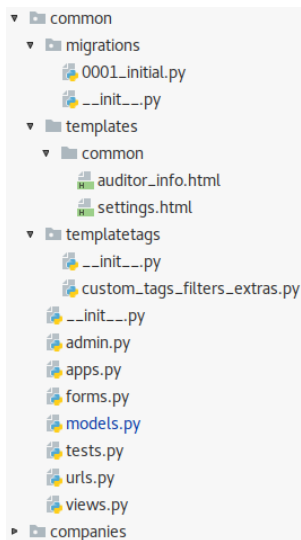 common
migrations
0001_initial.py
__init__.py
templates
common
auditor_info.html
settings.html
templatetags
__init__.py
custom_tags_filters_extras.py
__init__.py
admin.py
apps.py
forms.py
models.py
tests.py
urls.py
views.py
companies